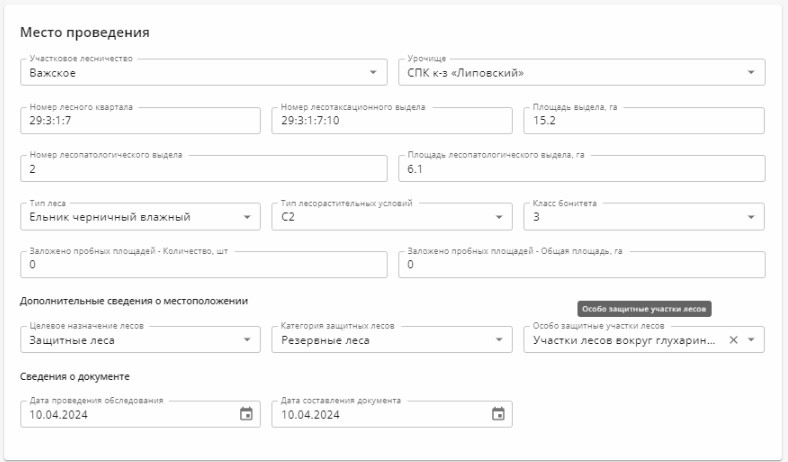 Место проведения
Участковое лесничество
Урочище
Важское
СПК к-з «Липовский»
Номер лесного квартала
Номер лесотаксационного выдела
Площадь выдела, га
29:3:1:7
29:3:1:7:10
15.2
Номер лесопатологического выдела
Площадь лесопатологического выдела, га
2
6.1
Тип леса
Тип лесорастительных условий
Класс бонитета
Ельник черничный влажный
С2
3
Заложено пробных площадей - Количество, шт
Заложено пробных площадей - Общая площадь, га
0
0
Дополнительные сведения о местоположении
Особо защитные участки лесов
Целевое назначение лесов
Категория защитных лесов
Особо защитные участки лесов
Защитные леса
Резервные леса
Участки лесов вокруг глухарин...
Сведения о документе
Дата проведения обследования
Дата составления документа
10.04.2024
10.04.2024